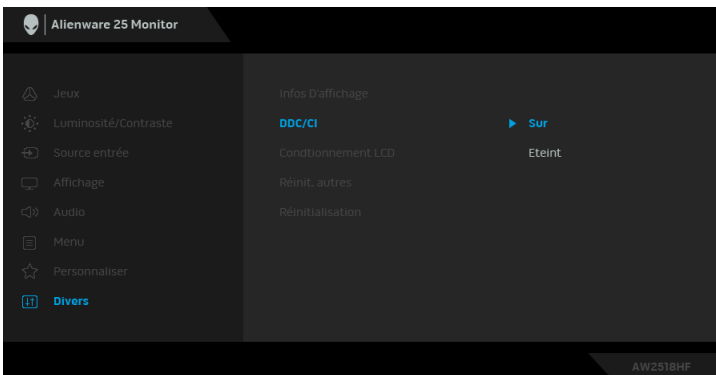 Alienware 25 Monitor
Jeux
Luminosité/Contraste
Source entrée
Affichage
Audio
Menu
Personnaliser
Divers
Infos D'affichage
DDC/CI
Condtionnement LCD
Réinit. autres
Réinitialisation
Sur
Eteint
AW2518HF